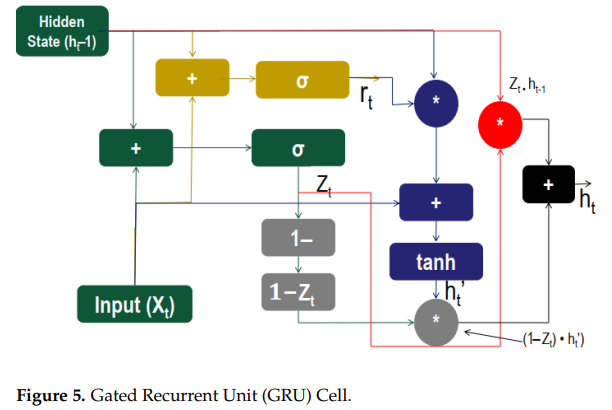 Hidden
State (hₜ-1)
+
σ
rₜ
*
Zₜ.hₜ₋₁
*
+
σ
Zₜ
+
+
hₜ
1–
tanh
1-Zₜ
hₜ’
Input (Xₜ)
*
(1–Zₜ) • hₜ’)
Figure 5. Gated Recurrent Unit (GRU) Cell.